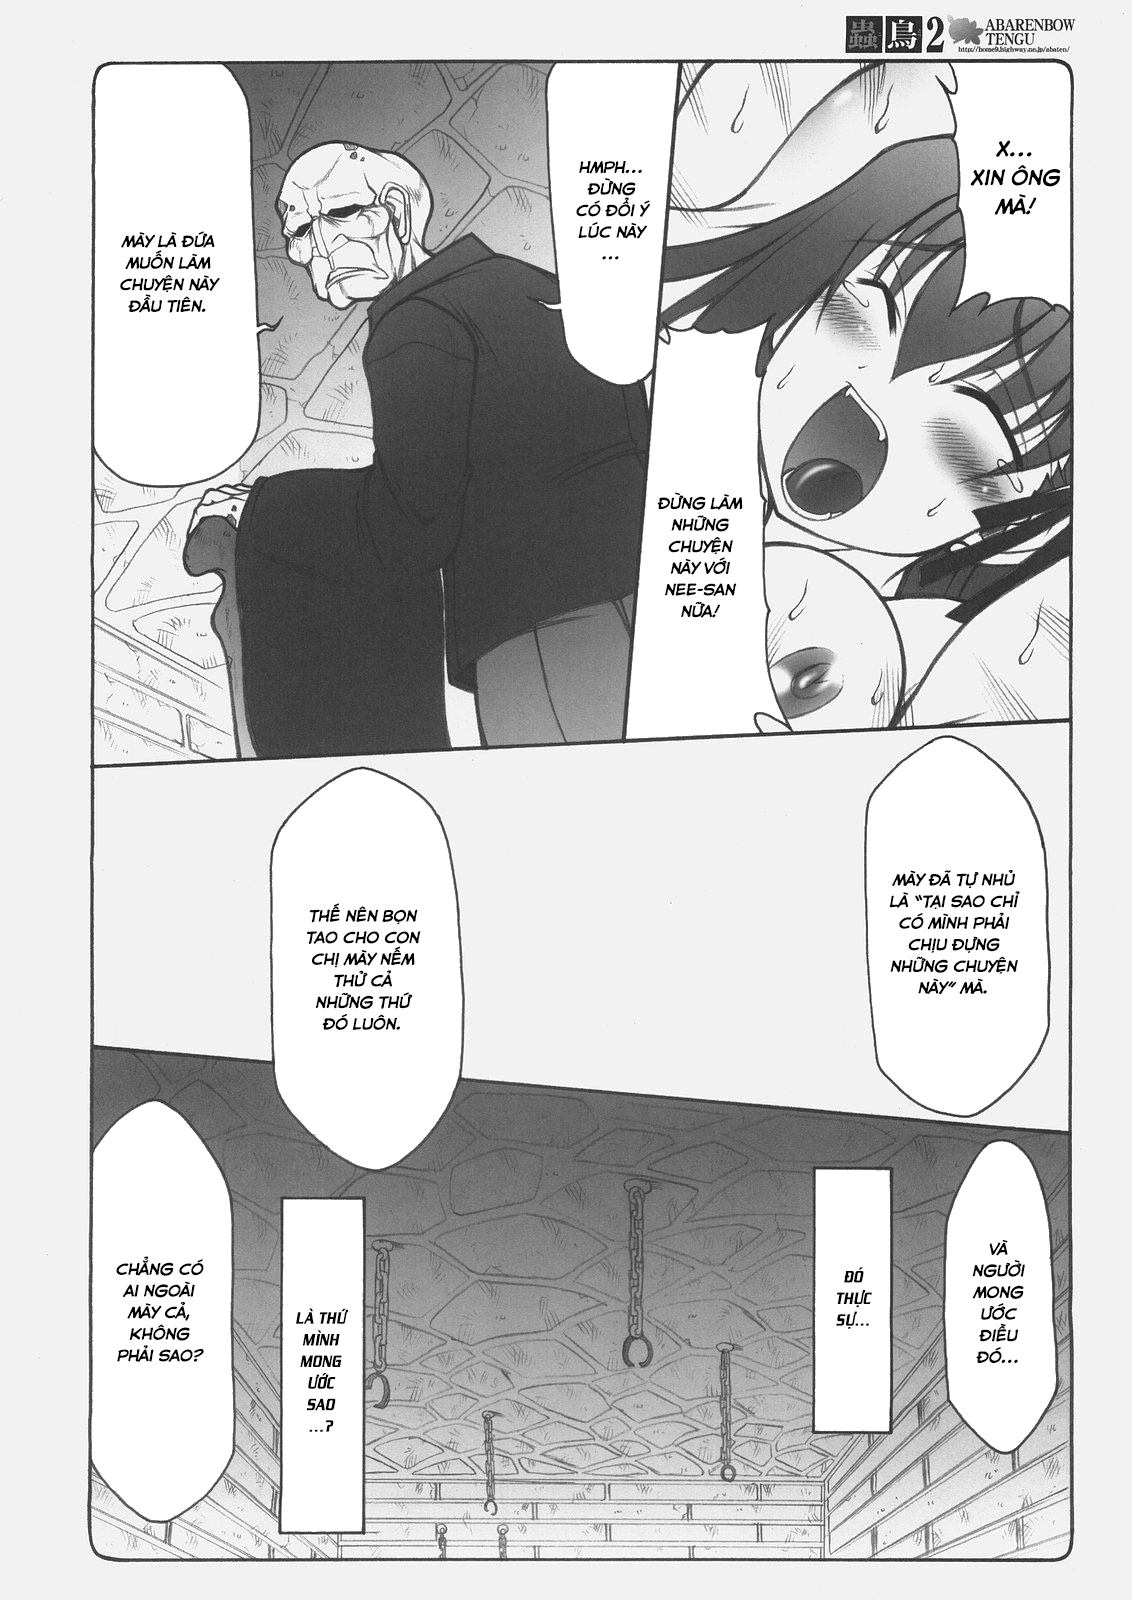 蟲 鳥 2 ABARENBOW
TENGU
http://home9.highway.ne.jp/abaten/
X...
XIN ÔNG
MÀ!
ĐỪNG LÀM
NHỮNG
CHUYỆN
NÀY VỚI
NEE-SAN
NỮA!
HMPH...
ĐỪNG
CÓ ĐỔI Ý
LÚC NÀY
...
MÀY LÀ ĐỨA
MUỐN LÀM
CHUYỆN NÀY
ĐẦU TIÊN.
MÀY ĐÃ TỰ NHỦ
LÀ “TẠI SAO CHỈ
CÓ MÌNH PHẢI
CHỊU ĐỰNG
NHỮNG CHUYỆN
NÀY” MÀ.
THẾ NÊN BỌN
TAO CHO CON
CHỊ MÀY NẾM
THỬ CẢ
NHỮNG THỨ
ĐÓ LUÔN.
VÀ
NGƯỜI
MONG
ƯỚC
ĐIỀU
ĐÓ...
ĐÓ
THỰC
SỰ...
LÀ THỨ
MÌNH
MONG
ƯỚC
SAO
...?
CHẲNG CÓ
AI NGOÀI
MÀY CẢ,
KHÔNG
PHẢI SAO?